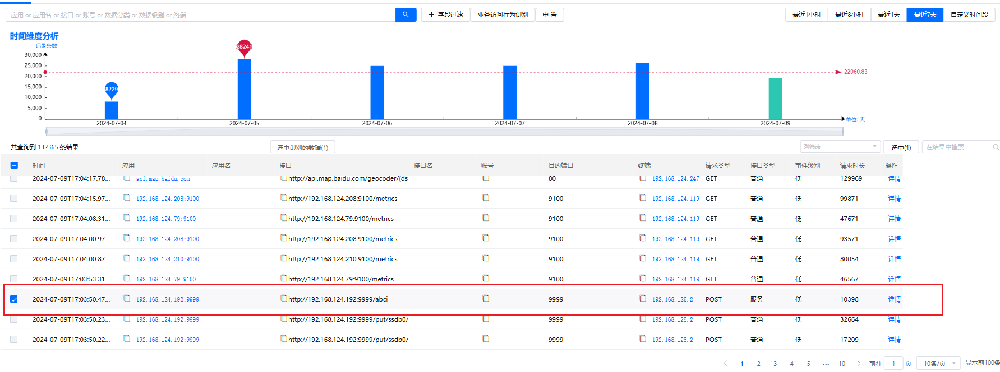 应用 or 应用名 or 接口 or 账号 or 数据分类 or 数据级别 or 终端
+ 字段过滤 业务访问行为识别 重 置 最近1小时 最近8小时 最近1天 最近7天 自定义时间段
时间维度分析
记录条数
30,000
25,000
20,000
15,000
10,000
5,000
0
8229
28241
22060.83
2024-07-04 2024-07-05 2024-07-06 2024-07-07 2024-07-08 2024-07-09 单位: 天
共查询到 132365 条结果 选中识别的数据(1) 列筛选 选中(1) 在结果中搜索
时间 应用 应用名 接口 接口名 账号 目的端口 终端 请求类型 接口类型 事件级别 请求时长 操作
2024-07-09T17:04:17.78... api.map.baidu.com http://api.map.baidu.com/geocoder/{ds 80 192.168.124.247 GET 普通 低 129969 详情
2024-07-09T17:04:15.97... 192.168.124.208:9100 http://192.168.124.208:9100/metrics 9100 192.168.124.119 GET 普通 低 99871 详情
2024-07-09T17:04:08.31... 192.168.124.79:9100 http://192.168.124.79:9100/metrics 9100 192.168.124.119 GET 普通 低 47671 详情
2024-07-09T17:04:00.97... 192.168.124.208:9100 http://192.168.124.208:9100/metrics 9100 192.168.124.119 GET 普通 低 93571 详情
2024-07-09T17:04:00.87... 192.168.124.210:9100 http://192.168.124.210:9100/metrics 9100 192.168.124.119 GET 普通 低 80054 详情
2024-07-09T17:03:53.31... 192.168.124.79:9100 http://192.168.124.79:9100/metrics 9100 192.168.124.119 GET 普通 低 46567 详情
2024-07-09T17:03:50.47... 192.168.124.192:9999 http://192.168.124.192:9999/abci 9999 192.168.125.2 POST 服务 低 10398 详情
2024-07-09T17:03:50.23... 192.168.124.192:9999 http://192.168.124.192:9999/put/ssdb0/ 9999 192.168.125.2 POST 普通 低 32664 详情
2024-07-09T17:03:50.22... 192.168.124.192:9999 http://192.168.124.192:9999/put/ssdb0/ 9999 192.168.125.2 POST 普通 低 17209 详情
1 2 3 4 5 ... 10 前往 1 页 10条/页 显示前100条